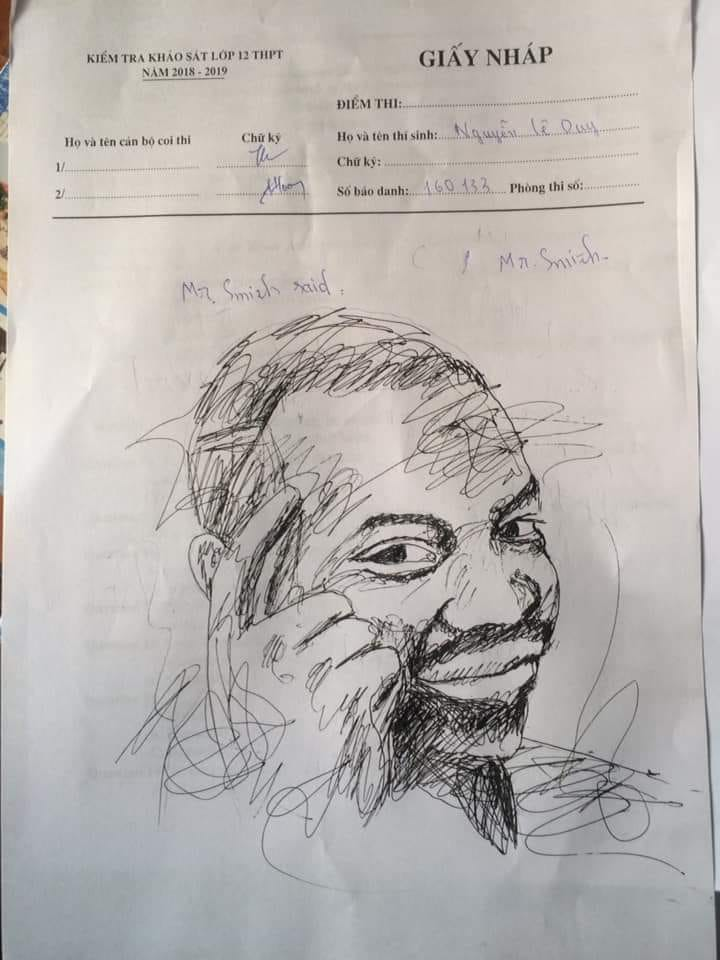 KIỂM TRA KHẢO SÁT LỚP 12 THPT
NĂM 2018 - 2019
GIẤY NHÁP
ĐIỂM THI:
Họ và tên cán bộ coi thi
Chữ ký
Họ và tên thí sinh: Nguyễn Lê Duy
1/
Chữ ký:
2/
Số báo danh: 160133 Phòng thi số:
Mr. Smith.
Mr. Smith said: